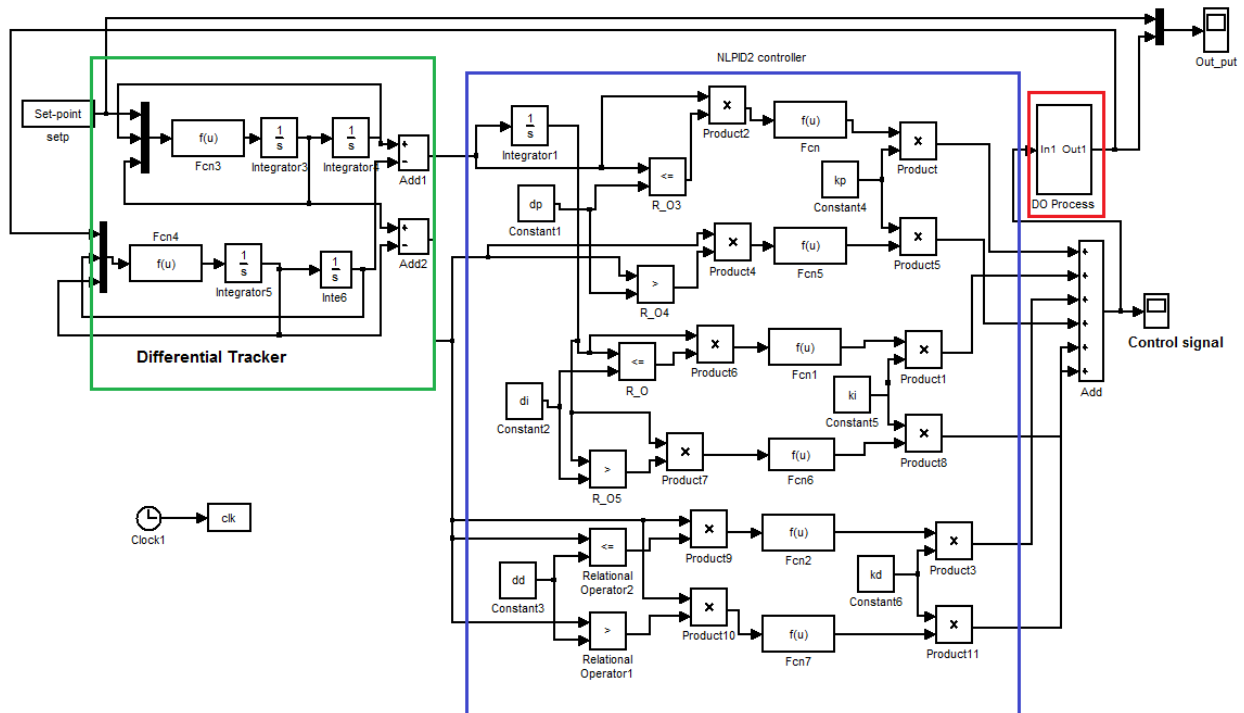 NLPID2 controller
Out_put
Set-point
setp
f(u)
Fcn3
1
s
Integrator3
1
s
Integrator4
+
-
Add1
1
s
Integrator1
×
Product2
f(u)
Fcn
×
Product
In1 Out1
DO Process
<=
R_O3
kp
Constant4
dp
Constant1
Fcn4
f(u)
1
s
Integrator5
1
s
Inte6
+
-
Add2
×
Product4
f(u)
Fcn5
×
Product5
>
R_O4
+
+
+
+
+
+
Add
Control signal
Differential Tracker
<=
R_O
×
Product6
f(u)
Fcn1
×
Product1
di
Constant2
ki
Constant5
>
R_O5
×
Product7
f(u)
Fcn6
×
Product8
Clock1
clk
<=
Relational
Operator2
×
Product9
f(u)
Fcn2
×
Product3
dd
Constant3
kd
Constant6
>
Relational
Operator1
×
Product10
f(u)
Fcn7
×
Product11